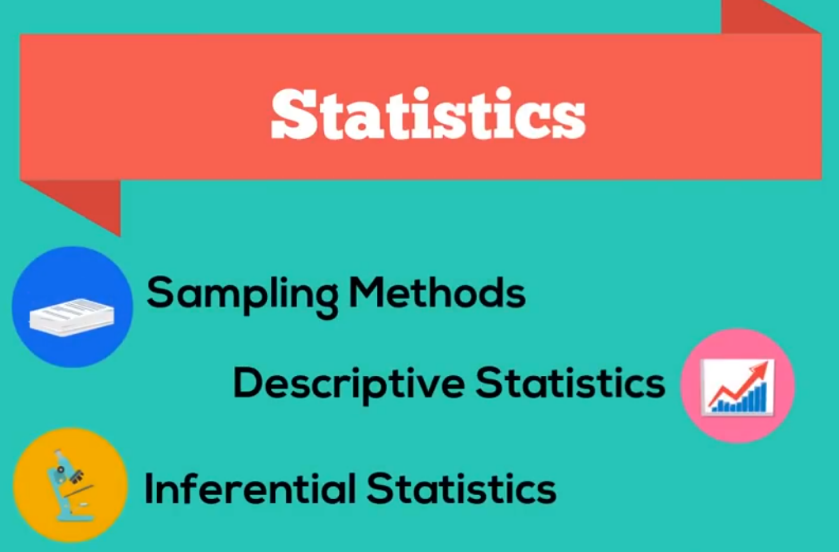 Statistics
Sampling Methods
Descriptive Statistics
Inferential Statistics